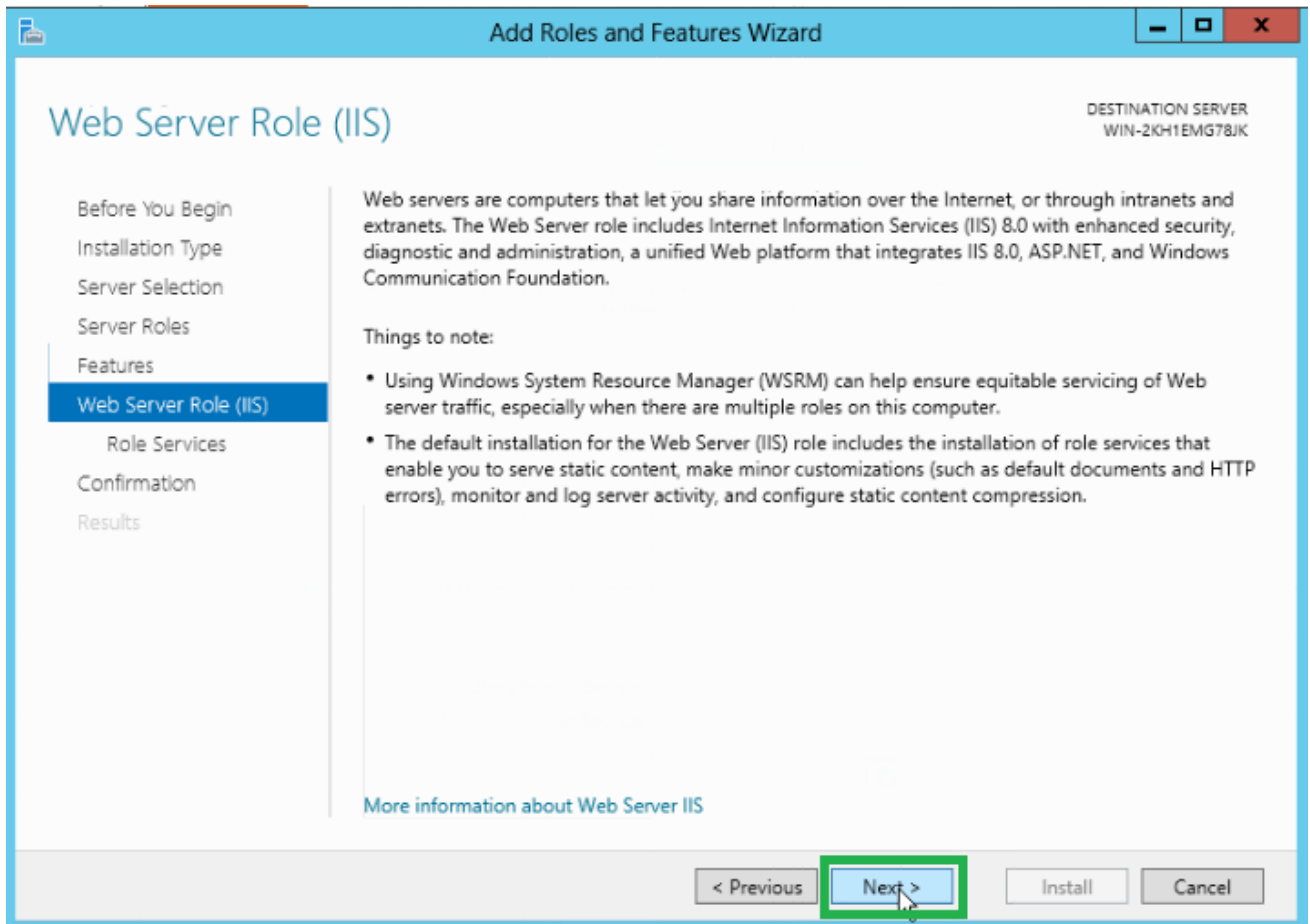 Add Roles and Features Wizard
X
Web Server Role (IIS)
DESTINATION SERVER
WIN-2KH1EMG78JK
Before You Begin
Installation Type
Server Selection
Server Roles
Features
Web Server Role (IIS)
Role Services
Confirmation
Results
Web servers are computers that let you share information over the Internet, or through intranets and
extranets. The Web Server role includes Internet Information Services (IIS) 8.0 with enhanced security,
diagnostic and administration, a unified Web platform that integrates IIS 8.0, ASP.NET, and Windows
Communication Foundation.
Things to note:
• Using Windows System Resource Manager (WSRM) can help ensure equitable servicing of Web
server traffic, especially when there are multiple roles on this computer.
• The default installation for the Web Server (IIS) role includes the installation of role services that
enable you to serve static content, make minor customizations (such as default documents and HTTP
errors), monitor and log server activity, and configure static content compression.
More information about Web Server IIS
< Previous
Next >
Install
Cancel